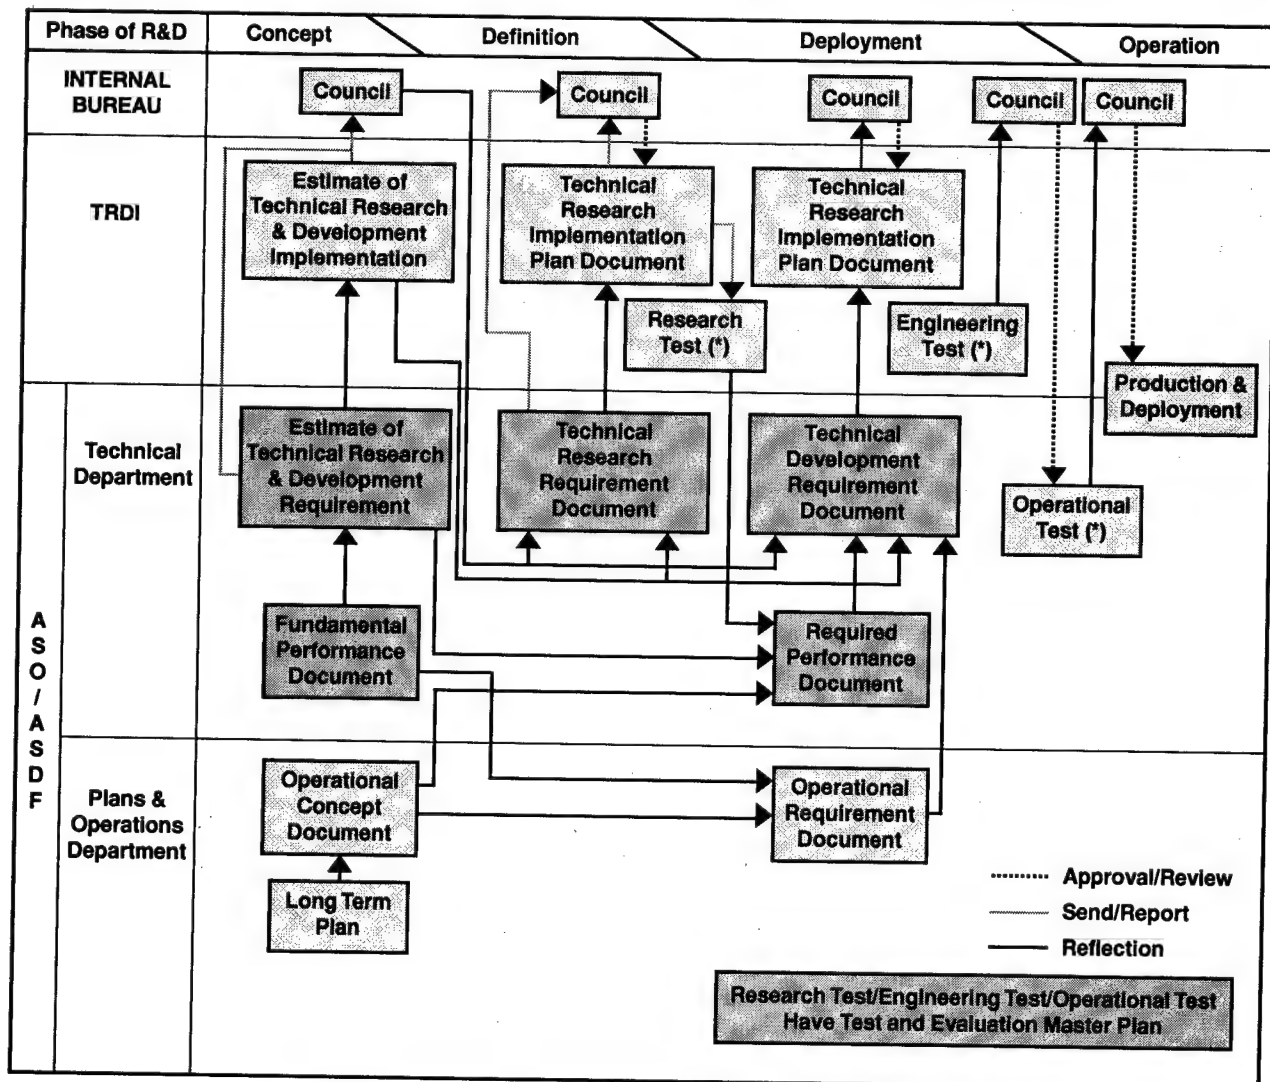 Phase of R&D
Concept
Definition
Deployment
Operation
INTERNAL
BUREAU
Council
Council
Council
Council
Council
TRDI
Estimate of
Technical Research
& Development
Implementation
Technical
Research
Implementation
Plan Document
Technical
Research
Implementation
Plan Document
Research
Test (*)
Engineering
Test (*)
Production &
Deployment
ASO/ASDF
Technical
Department
Estimate of
Technical Research
& Development
Requirement
Technical
Research
Requirement
Document
Technical
Development
Requirement
Document
Operational
Test (*)
Fundamental
Performance
Document
Required
Performance
Document
Plans &
Operations
Department
Operational
Concept
Document
Operational
Requirement
Document
Long Term
Plan
Approval/Review
Send/Report
Reflection
Research Test/Engineering Test/Operational Test
Have Test and Evaluation Master Plan